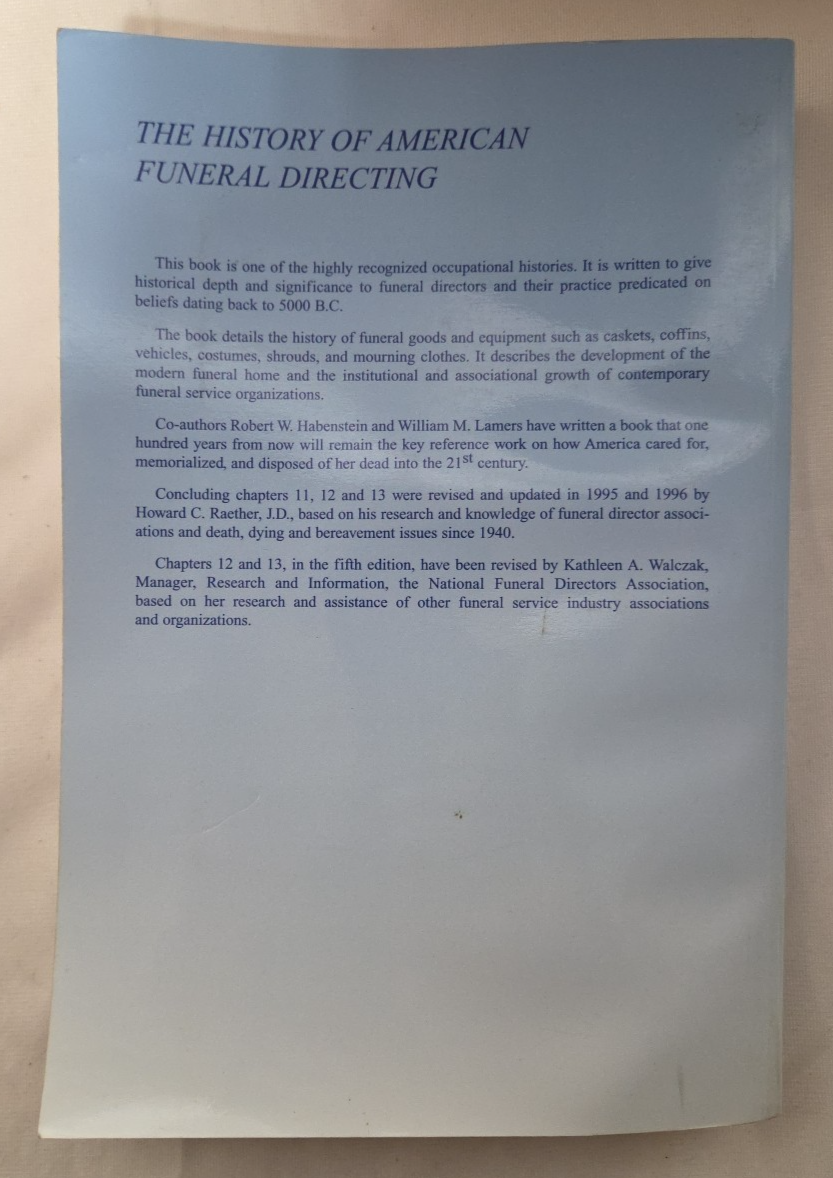 THE HISTORY OF AMERICAN
FUNERAL DIRECTING
This book is one of the highly recognized occupational histories. It is written to give
historical depth and significance to funeral directors and their practice predicated on
beliefs dating back to 5000 B.C.
The book details the history of funeral goods and equipment such as caskets, coffins,
vehicles, costumes, shrouds, and mourning clothes. It describes the development of the
modern funeral home and the institutional and associational growth of contemporary
funeral service organizations.
Co-authors Robert W. Habenstein and William M. Lamers have written a book that one
hundred years from now will remain the key reference work on how America cared for,
memorialized, and disposed of her dead into the 21st century.
Concluding chapters 11, 12 and 13 were revised and updated in 1995 and 1996 by
Howard C. Raether, J.D., based on his research and knowledge of funeral director associ-
ations and death, dying and bereavement issues since 1940.
Chapters 12 and 13, in the fifth edition, have been revised by Kathleen A. Walczak,
Manager, Research and Information, the National Funeral Directors Association,
based on her research and assistance of other funeral service industry associations
and organizations.